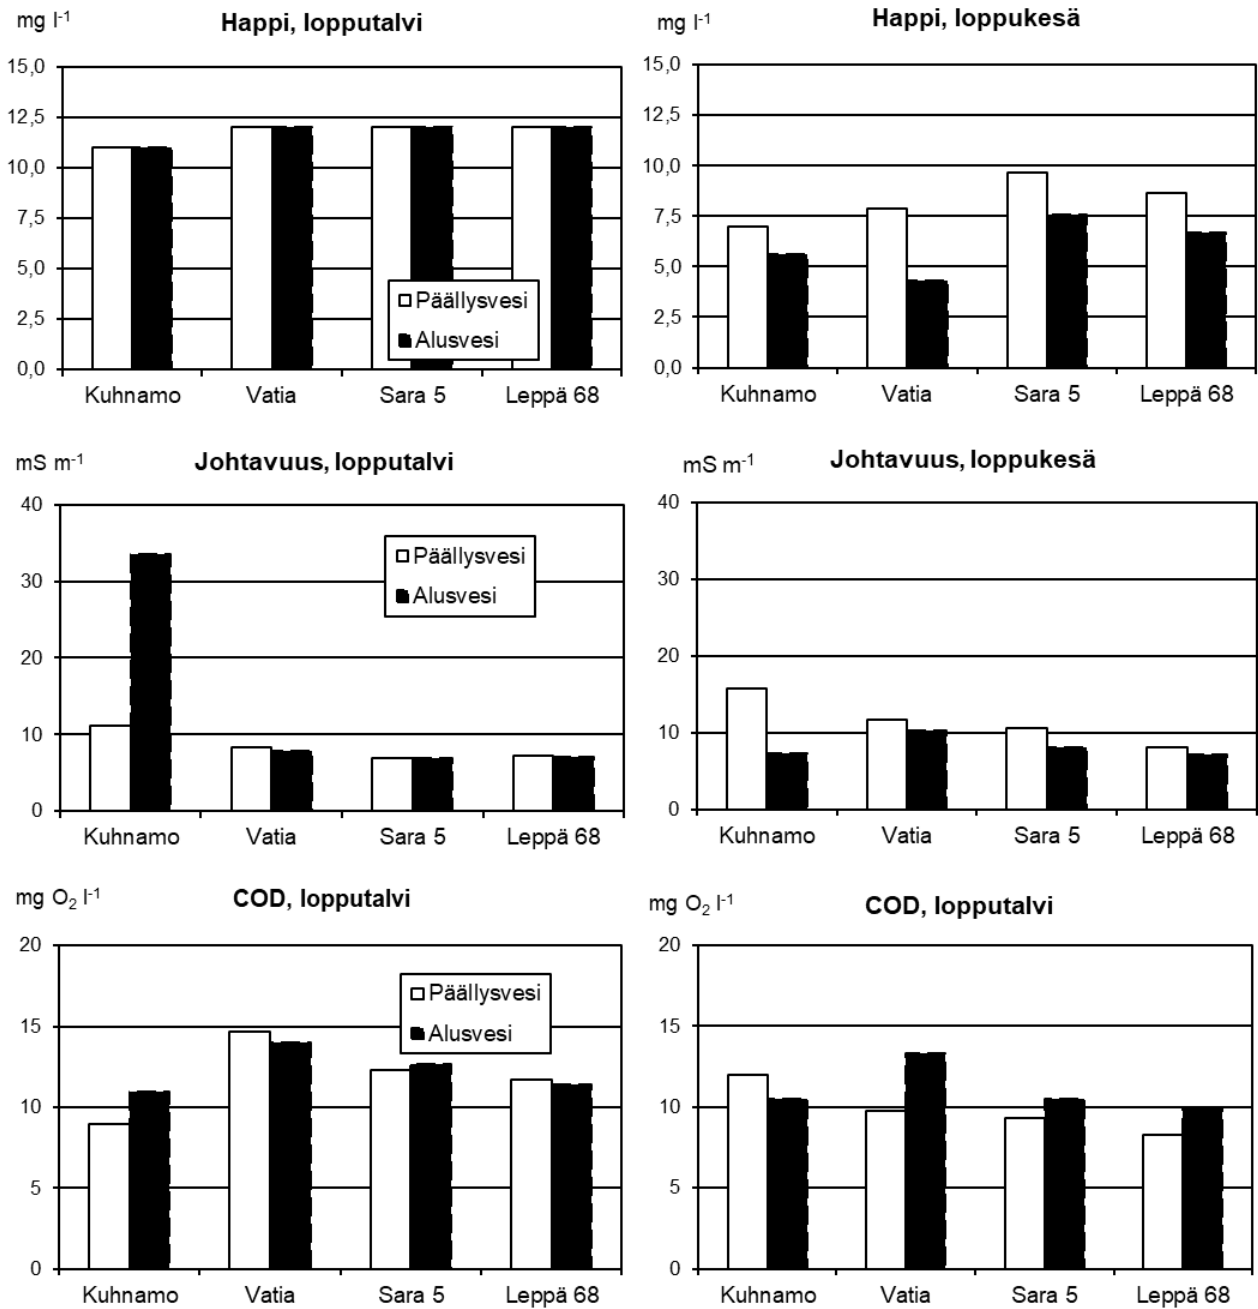 mg l-1
Happi, lopputalvi
15,0
12,5
10,0
7,5
5,0
2,5
0,0
Päällysvesi
Alusvesi
Kuhnamo Vatia Sara 5 Leppä 68
mg l-1
Happi, loppukesä
15,0
12,5
10,0
7,5
5,0
2,5
0,0
Kuhnamo Vatia Sara 5 Leppä 68
mS m-1
Johtavuus, lopputalvi
40
30
20
10
0
Päällysvesi
Alusvesi
Kuhnamo Vatia Sara 5 Leppä 68
mS m-1
Johtavuus, loppukesä
40
30
20
10
0
Kuhnamo Vatia Sara 5 Leppä 68
mg O2 l-1
COD, lopputalvi
20
15
10
5
0
Päällysvesi
Alusvesi
Kuhnamo Vatia Sara 5 Leppä 68
mg O2 l-1
COD, lopputalvi
20
15
10
5
0
Kuhnamo Vatia Sara 5 Leppä 68